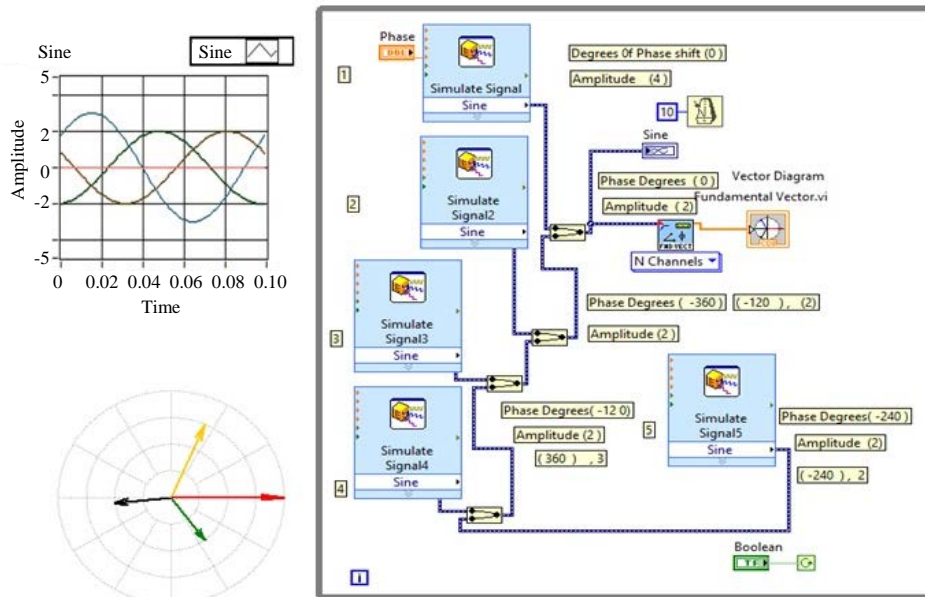 Sine
Sine
Amplitude
5
2
0
-2
-5
0
0.02
0.04
0.06
0.08
0.10
Time
Phase
DBL
1
Simulate Signal
Sine
Degrees 0f Phase shift (0)
Amplitude (4)
10
Sine
2
Simulate
Signal2
Sine
Phase Degrees ( 0 )
Amplitude ( 2)
Vector Diagram
Fundamental Vector.vi
FND VECT
N Channels
3
Simulate
Signal3
Sine
Phase Degrees ( -360)
(-120 ), (2)
Amplitude (2 )
4
Simulate
Signal4
Sine
Phase Degrees( -12 0)
Amplitude (2 )
(360 ) , 3
5
Simulate
Signal5
Sine
Phase Degrees( -240 )
Amplitude (2)
(-240 ), 2
Boolean
TF
i